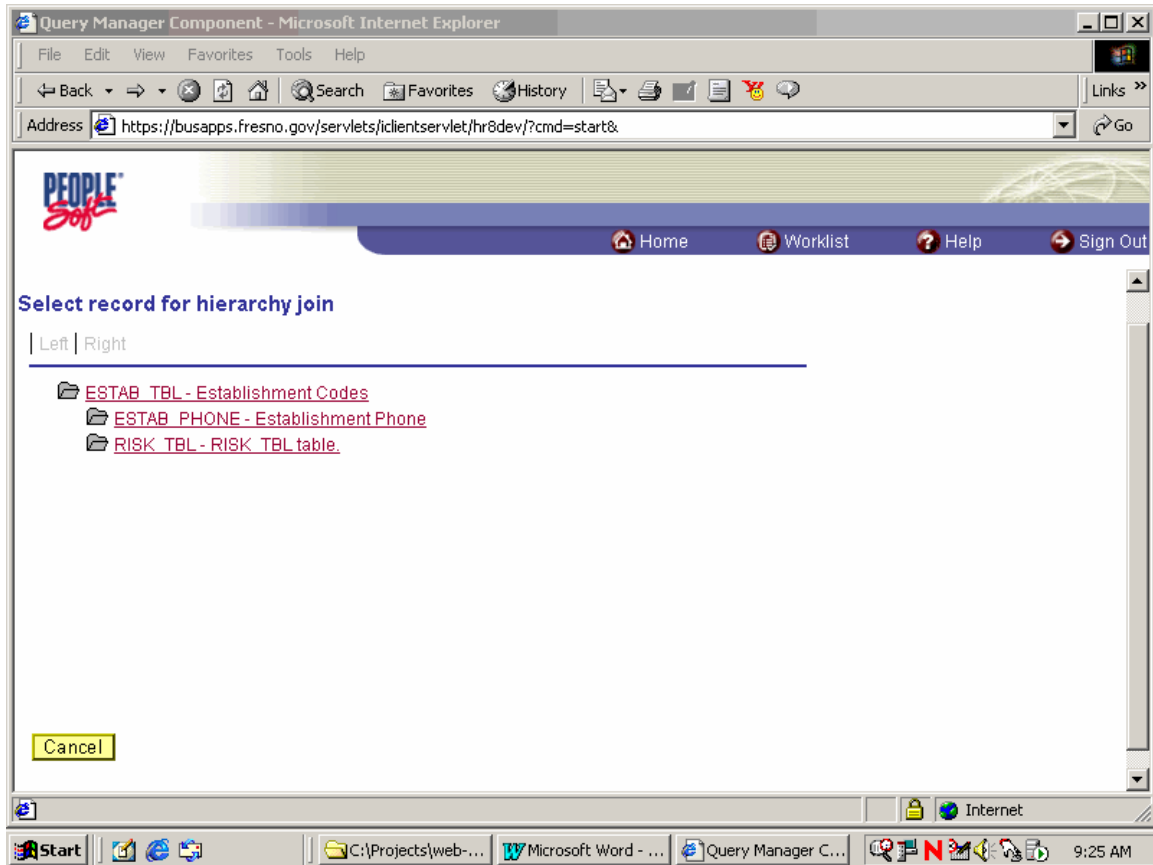 Query Manager Component - Microsoft Internet Explorer
File Edit View Favorites Tools Help
Back Search Favorites History Links »
Address https://busapps.fresno.gov/servlets/iclientservlet/hr8dev/?cmd=start& Go
PEOPLE
Soft
Home Worklist Help Sign Out
Select record for hierarchy join
Left Right
ESTAB_TBL - Establishment Codes
ESTAB_PHONE - Establishment Phone
RISK_TBL - RISK_TBL table.
Cancel
Internet
Start C:\Projects\web-... Microsoft Word - ... Query Manager C... N 9:25 AM